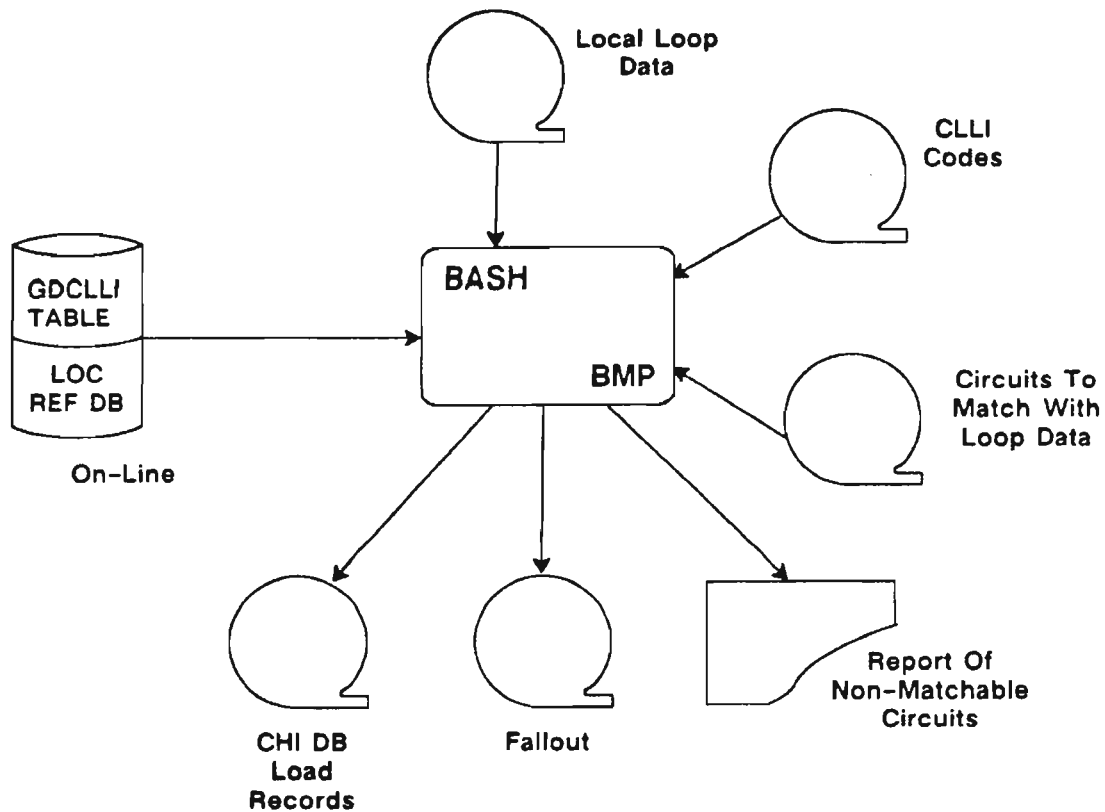 Local Loop
Data
CLLI
Codes
GDCLLI
TABLE
LOC
REF DB
On-Line
BASH
BMP
Circuits To
Match With
Loop Data
CHI DB
Load
Records
Fallout
Report Of
Non-Matchable
Circuits